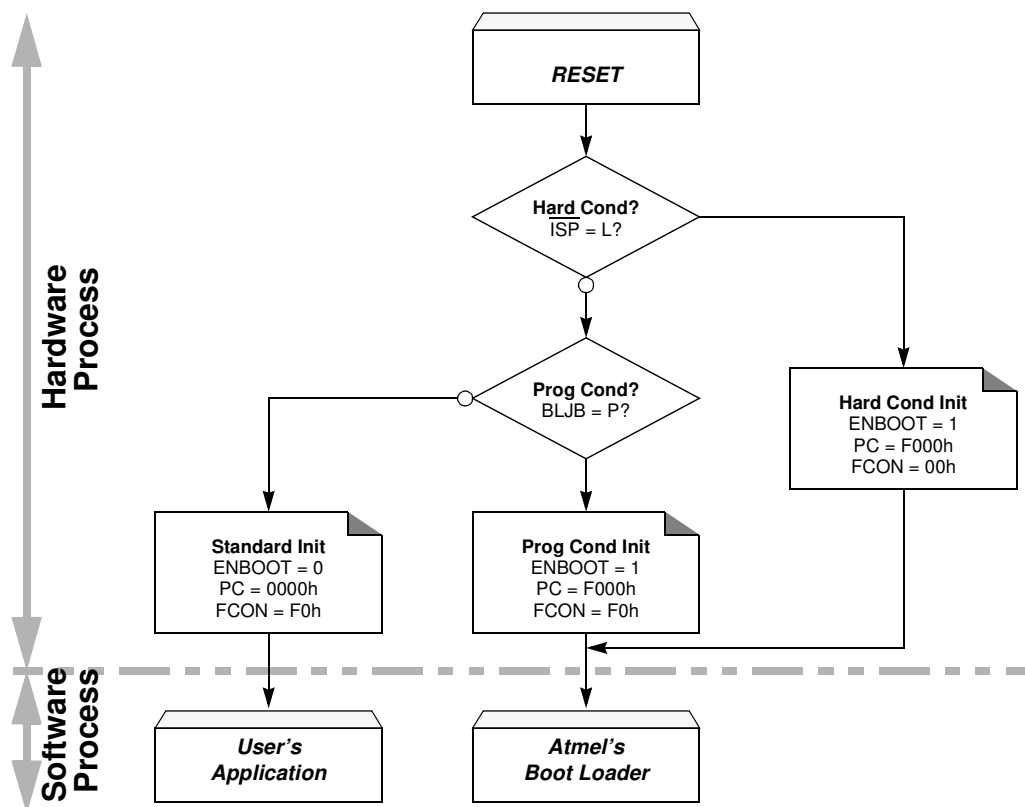 RESET
Hard Cond?
ISP = L?
Prog Cond?
BLJB = P?
Hard Cond Init
ENBOOT = 1
PC = F000h
FCON = 00h
Standard Init
ENBOOT = 0
PC = 0000h
FCON = F0h
Prog Cond Init
ENBOOT = 1
PC = F000h
FCON = F0h
User's
Application
Atmel's
Boot Loader
Hardware
Process
Software
Process